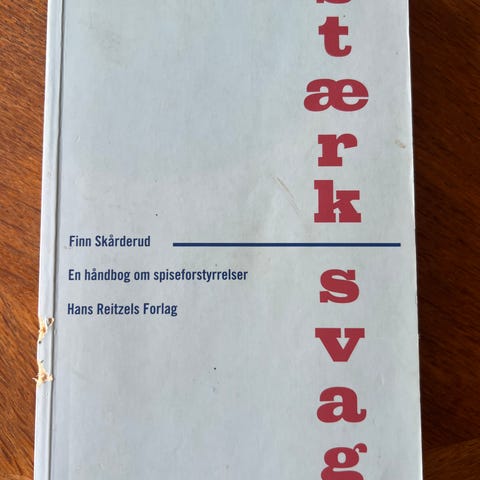 stærk svag
Finn Skårderud
En håndbog om spiseforstyrrelser
Hans Reitzels Forlag